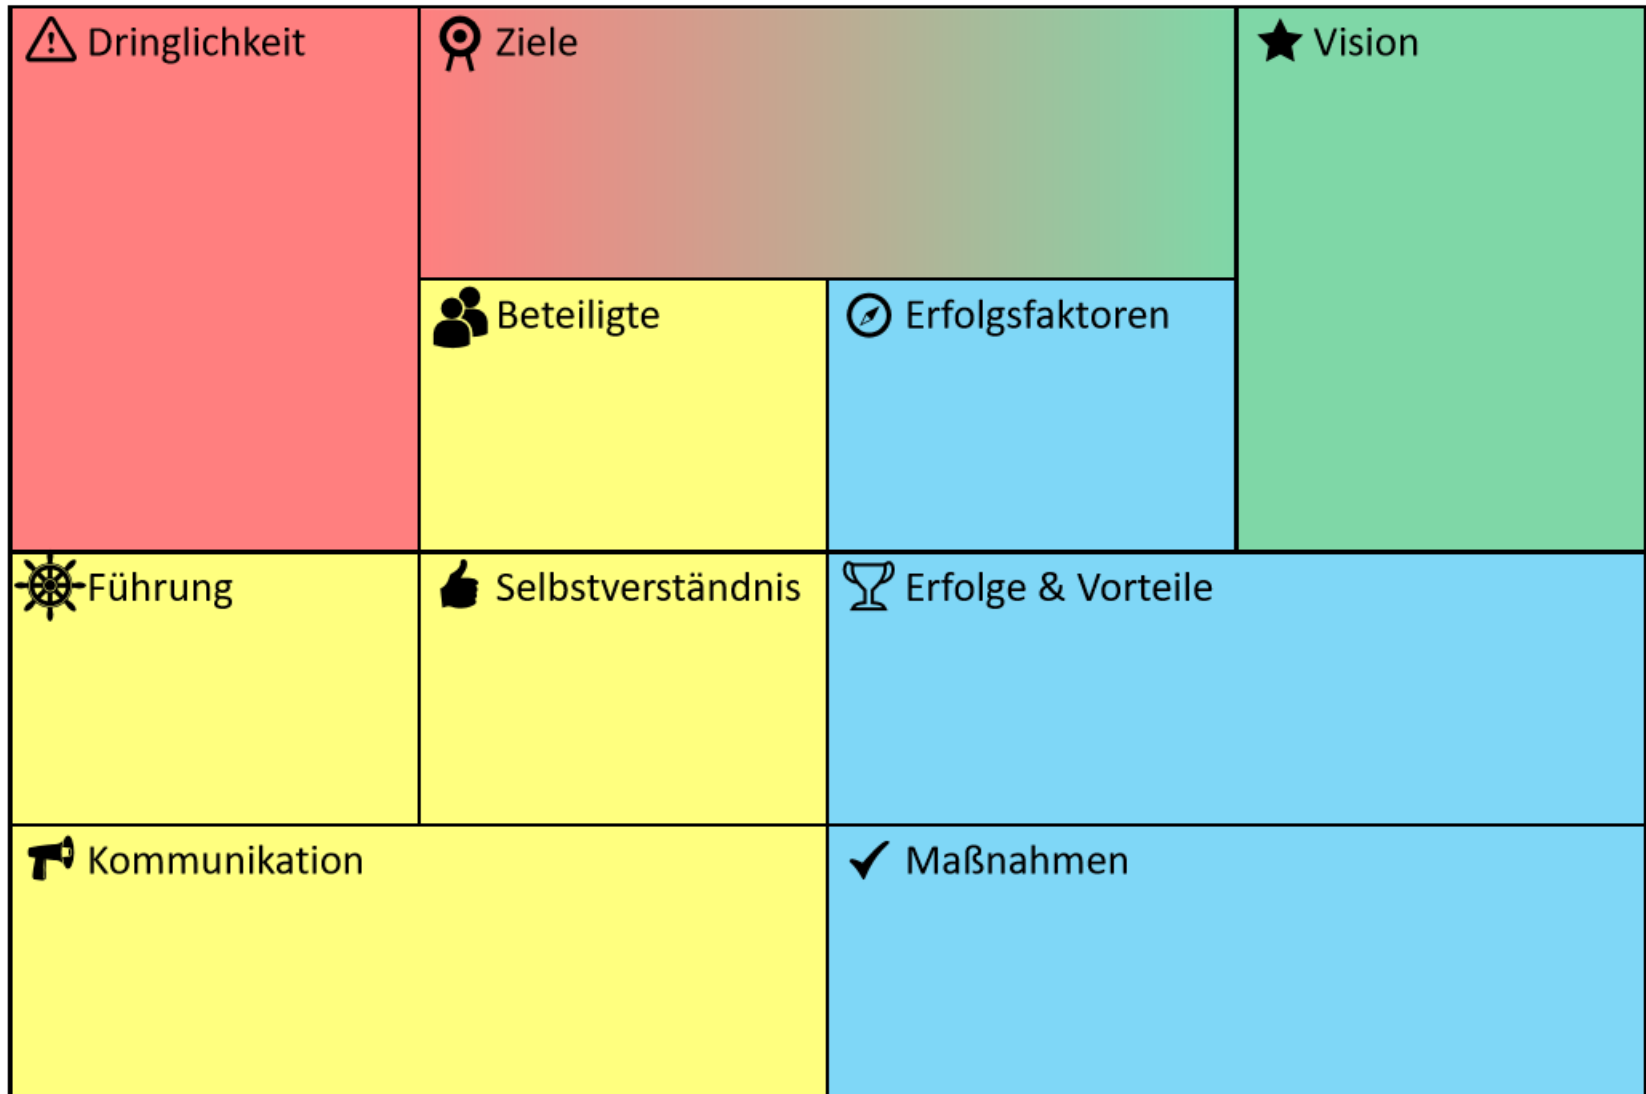 Dringlichkeit
Ziele
Vision
Beteiligte
Erfolgsfaktoren
Führung
Selbstverständnis
Erfolge & Vorteile
Kommunikation
Maßnahmen